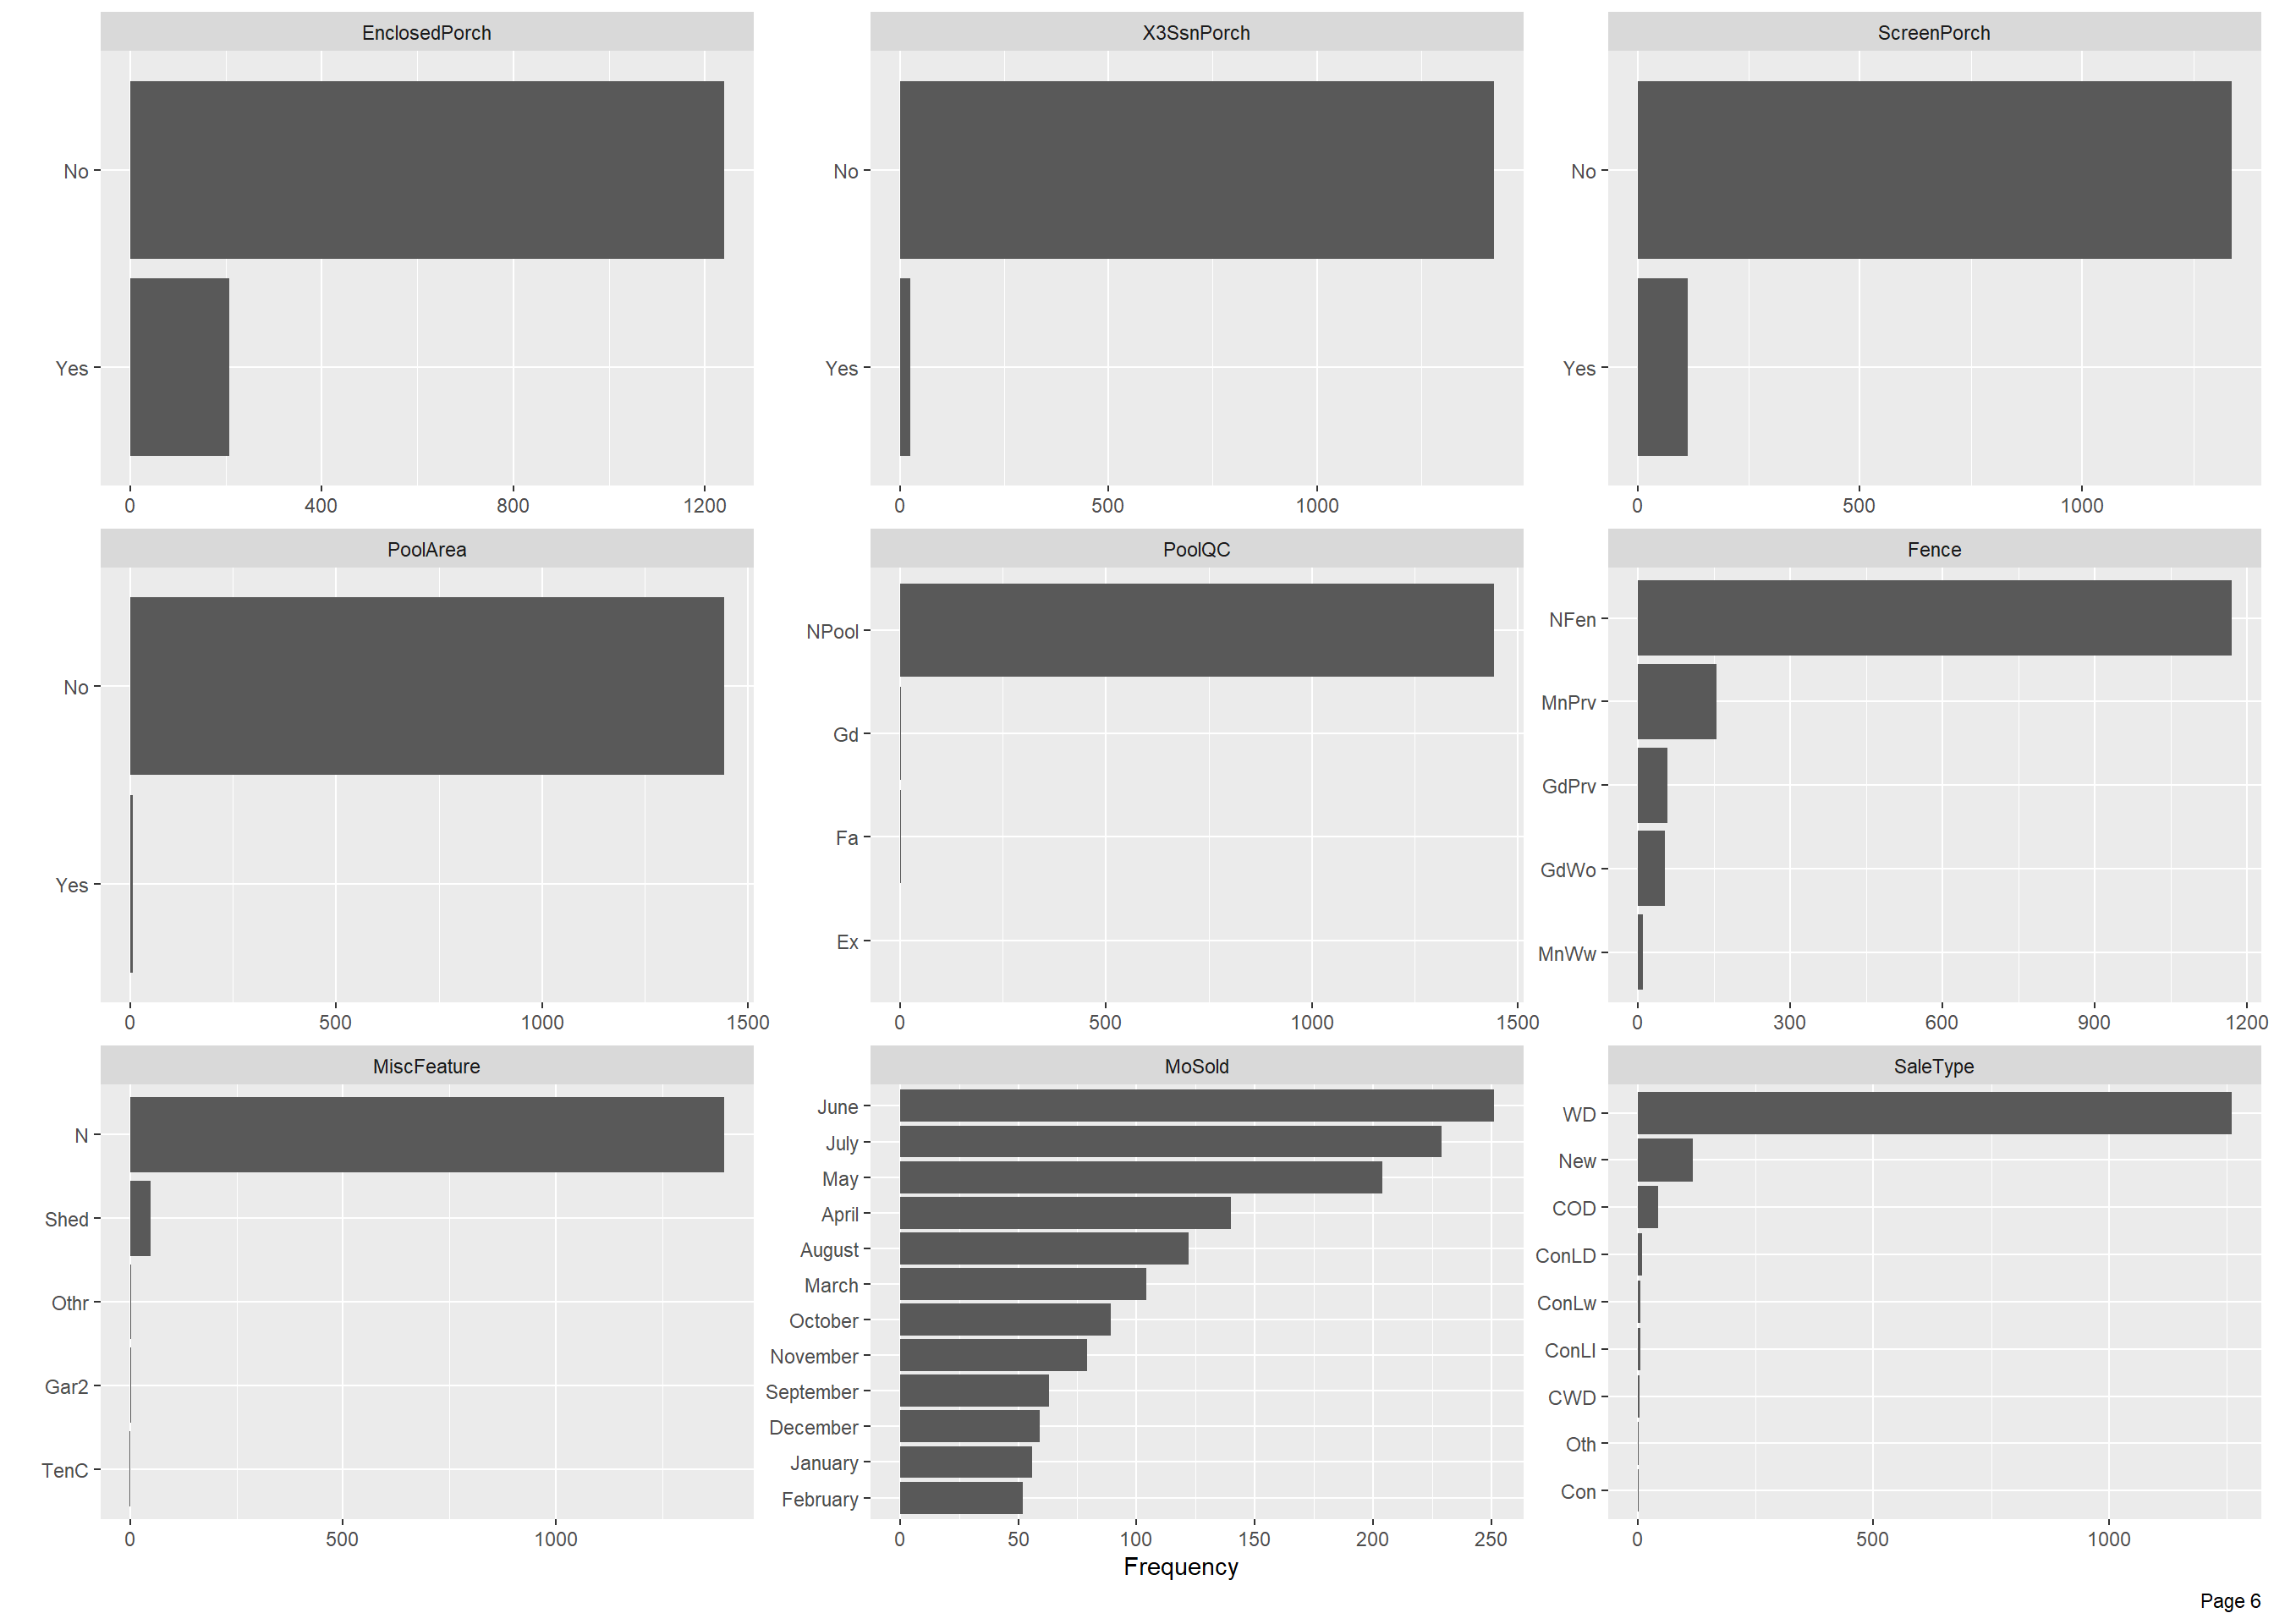 EnclosedPorch
No
Yes
0 400 800 1200
X3SsnPorch
No
Yes
0 500 1000
ScreenPorch
No
Yes
0 500 1000
PoolArea
No
Yes
0 500 1000 1500
PoolQC
NPool
Gd
Fa
Ex
0 500 1000 1500
Fence
NFen
MnPrv
GdPrv
GdWo
MnWw
0 300 600 900 1200
MiscFeature
N
Shed
Othr
Gar2
TenC
0 500 1000
MoSold
June
July
May
April
August
March
October
November
September
December
January
February
0 50 100 150 200 250
SaleType
WD
New
COD
ConLD
ConLw
ConLI
CWD
Oth
Con
0 500 1000
Frequency
Page 6